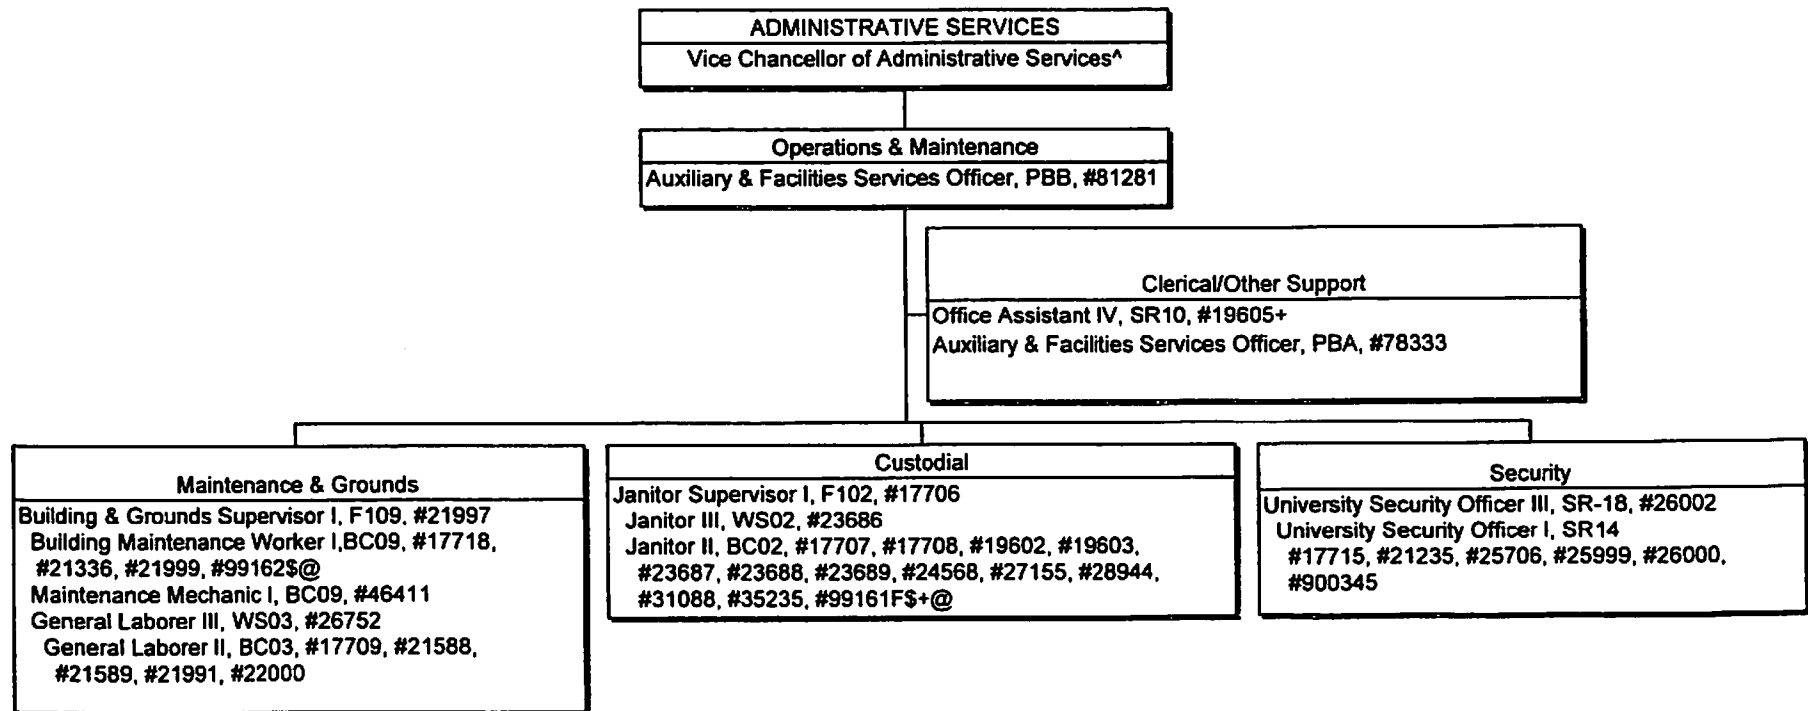 ADMINISTRATIVE SERVICES
Vice Chancellor of Administrative Services^
Operations & Maintenance
Auxiliary & Facilities Services Officer, PBB, #81281
Clerical/Other Support
Office Assistant IV, SR10, #19605+
Auxiliary & Facilities Services Officer, PBA, #78333
Maintenance & Grounds
Building & Grounds Supervisor I, F109, #21997
Building Maintenance Worker I,BC09, #17718,
#21336, #21999, #99162$@
Maintenance Mechanic I, BC09, #46411
General Laborer III, WS03, #26752
General Laborer II, BC03, #17709, #21588,
#21589, #21991, #22000
Custodial
Janitor Supervisor I, F102, #17706
Janitor III, WS02, #23686
Janitor II, BC02, #17707, #17708, #19602, #19603,
#23687, #23688, #23689, #24568, #27155, #28944,
#31088, #35235, #99161F$+@
Security
University Security Officer III, SR-18, #26002
University Security Officer I, SR14
#17715, #21235, #25706, #25999, #26000,
#900345